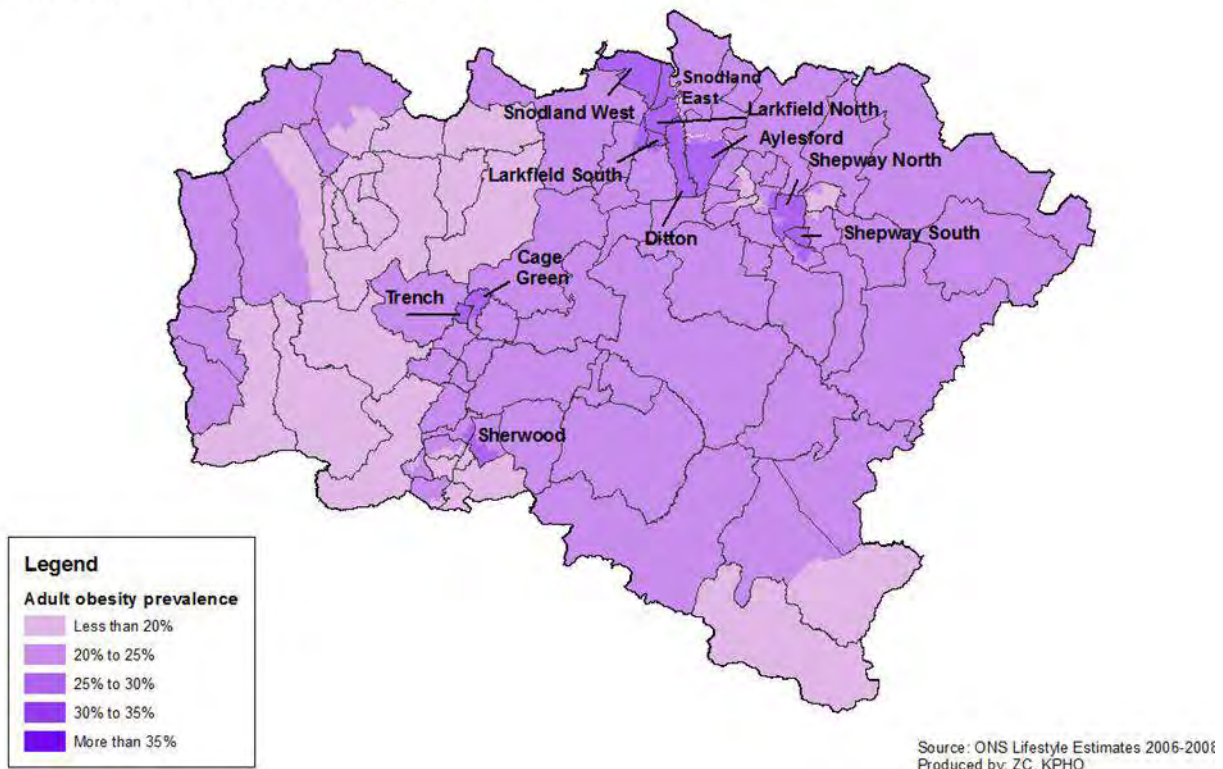 Snodland
East
Snodland West
Larkfield North
Aylesford
Shepway North
Larkfield South
Ditton
Shepway South
Cage
Green
Trench
Sherwood
Legend
Adult obesity prevalence
Less than 20%
20% to 25%
25% to 30%
30% to 35%
More than 35%
Source: ONS Lifestyle Estimates 2006-2008
Produced by: ZC, KPHO